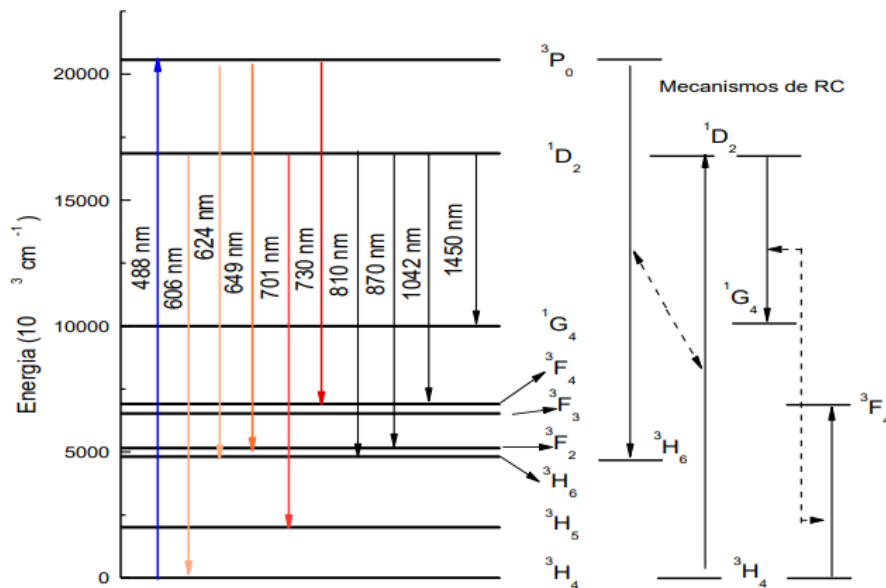 Energia (10 3 cm -1)
20000
15000
10000
5000
0
488 nm
606 nm
624 nm
649 nm
701 nm
730 nm
810 nm
870 nm
1042 nm
1450 nm
3P0
1D2
1G4
3F4
3F3
3F2
3H6
3H5
3H4
Mecanismos de RC
1D2
1G4
3F4
3H6
3H4